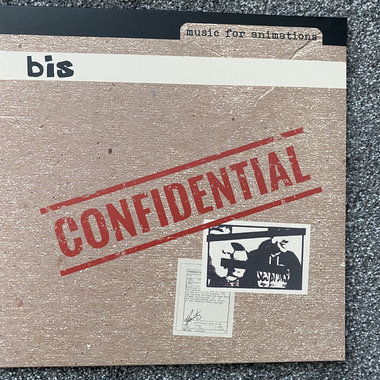 music for animations
bis
CONFIDENTIAL